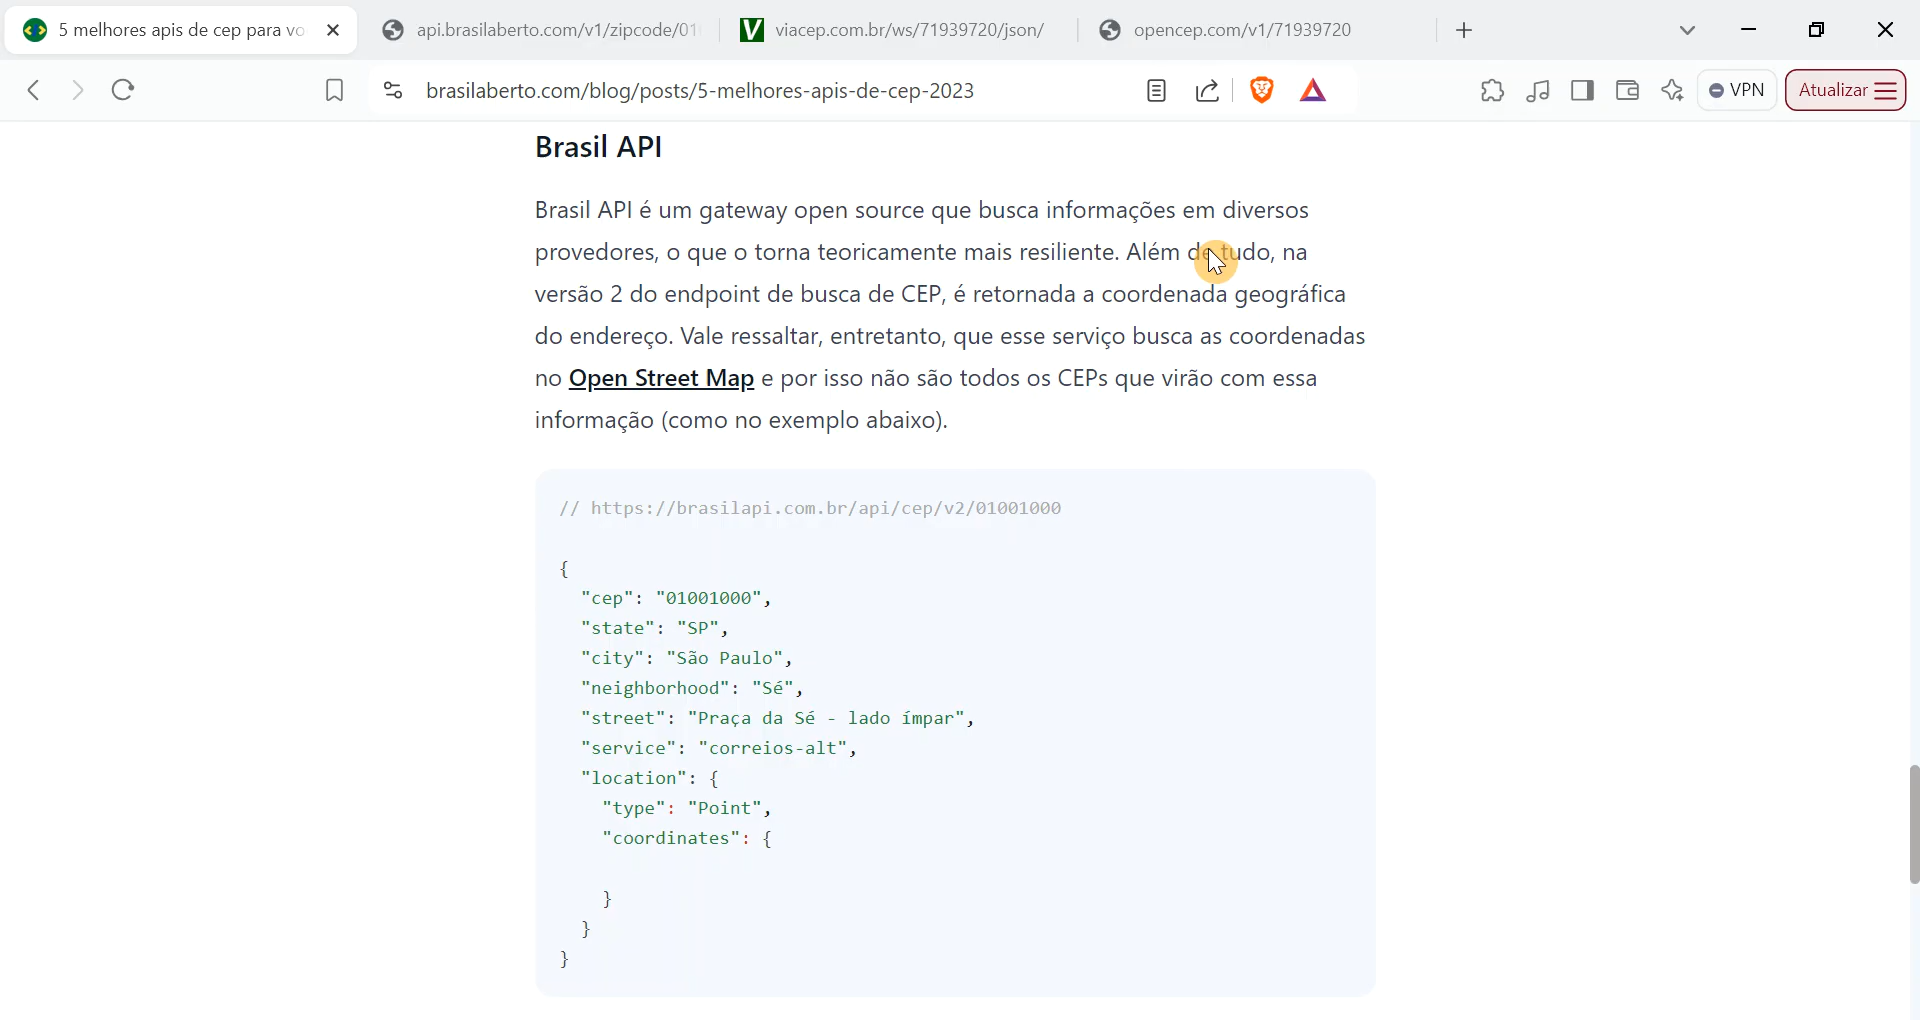 5 melhores apis de cep para vo
api.brasilaberto.com/v1/zipcode/01
viacep.com.br/ws/71939720/json/
opencep.com/v1/71939720
brasilaberto.com/blog/posts/5-melhores-apis-de-cep-2023
VPN
Atualizar
Brasil API
Brasil API é um gateway open source que busca informações em diversos
provedores, o que o torna teoricamente mais resiliente. Além de tudo, na
versão 2 do endpoint de busca de CEP, é retornada a coordenada geográfica
do endereço. Vale ressaltar, entretanto, que esse serviço busca as coordenadas
no Open Street Map e por isso não são todos os CEPs que virão com essa
informação (como no exemplo abaixo).
// https://brasilapi.com.br/api/cep/v2/01001000
{
"cep": "01001000",
"state": "SP",
"city": "São Paulo",
"neighborhood": "Sé",
"street": "Praça da Sé - lado ímpar",
"service": "correios-alt",
"location": {
"type": "Point",
"coordinates": {
}
}
}